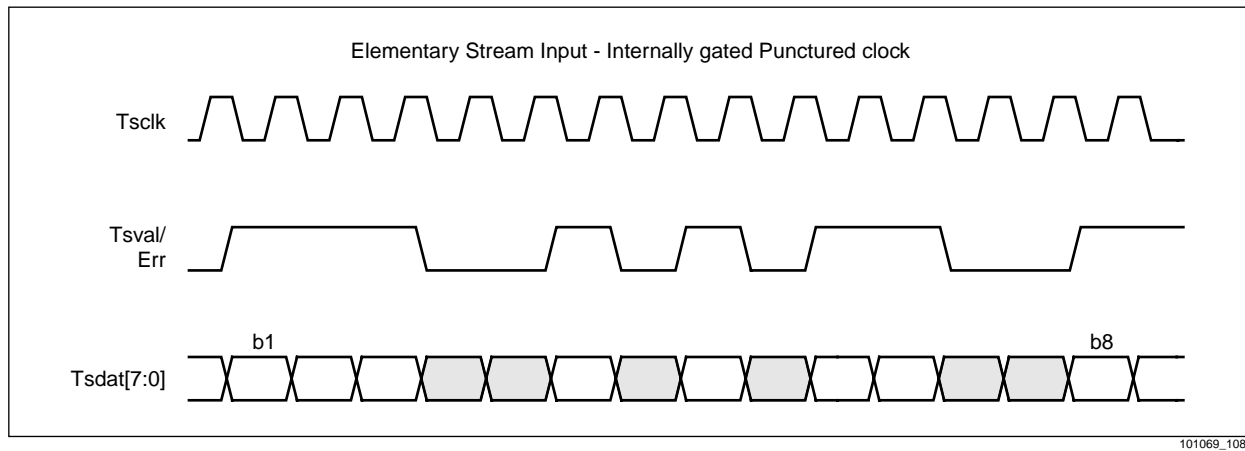 Elementary Stream Input - Internally gated Punctured clock
Tsclk
Tsval/
Err
b1
b8
Tsdat[7:0]
101069_108